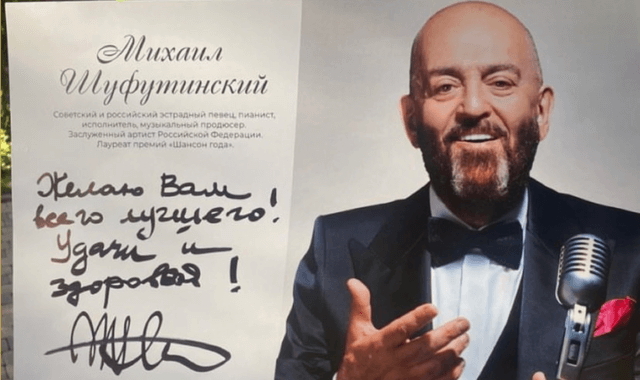 Михаил
Шуфутинский
Советский и российский эстрадный певец, пианист,
исполнитель, музыкальный продюсер.
Заслуженный артист Российской Федерации.
Лауреат премий «Шансон года».
Желаю Вам
всего лучшего!
Удачи и
здоровья!